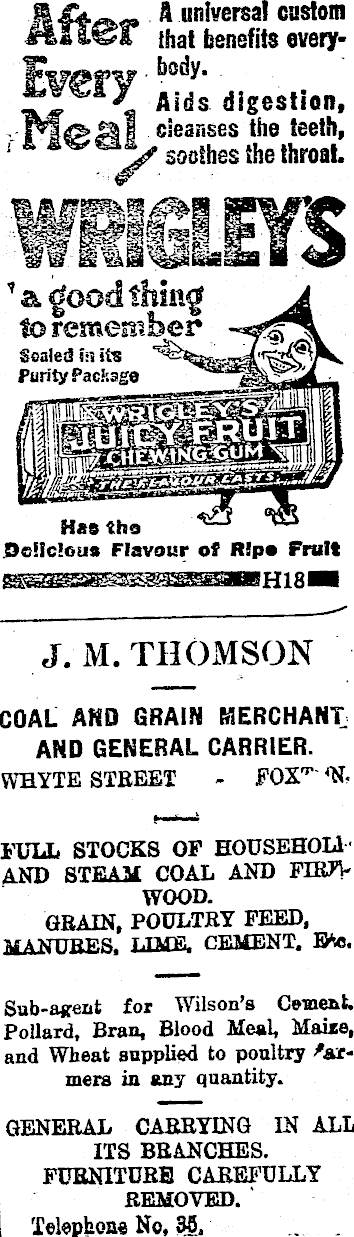 After
Every
Meal
A universal custom
that benefits every-
body.
Aids digestion,
cleanses the teeth,
soothes the throat.
WRIGLEY'S
a good thing
to remember
Sealed in its
Purity Package
WRIGLEY'S
JUICY FRUIT
CHEWING GUM
THE FLAVOUR LASTS
Has the
Delicious Flavour of Ripe Fruit
H18
J. M. THOMSON
COAL AND GRAIN MERCHANT
AND GENERAL CARRIER.
WHYTE STREET -
FULL STOCKS OF HOUSEHOLD
AND STEAM COAL AND FIRE-
WOOD.
GRAIN, POULTRY FEED,
MANURES, LIME, CEMENT, Etc.
Sub-agent for Wilson's Cement.
Pollard, Bran, Blood Meal, Maize,
and Wheat supplied to poultry far-
mers in any quantity.
GENERAL CARRYING IN ALL
ITS BRANCHES.
FURNITURE CAREFULLY
REMOVED.
Telephone No. 35.